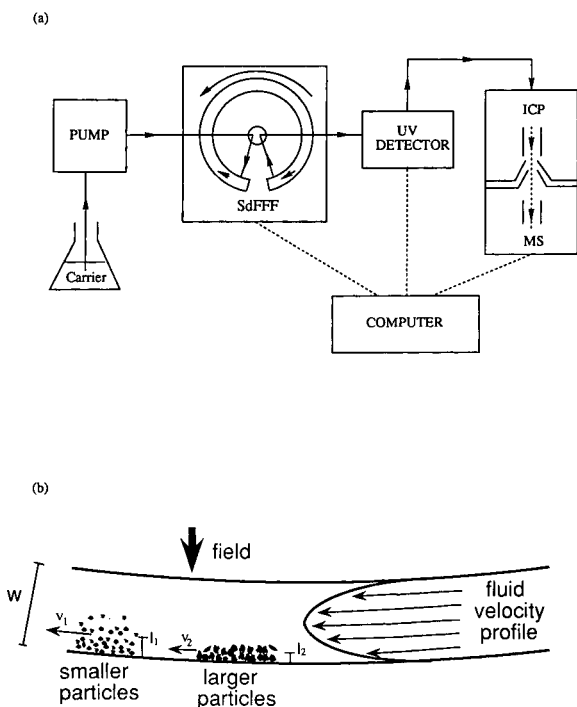 (a)
PUMP
Carrier
SdFFF
UV
DETECTOR
ICP
MS
COMPUTER
(b)
field
w
v₁
l₁
v₂
l₂
smaller
particles
larger
particles
fluid
velocity
profile